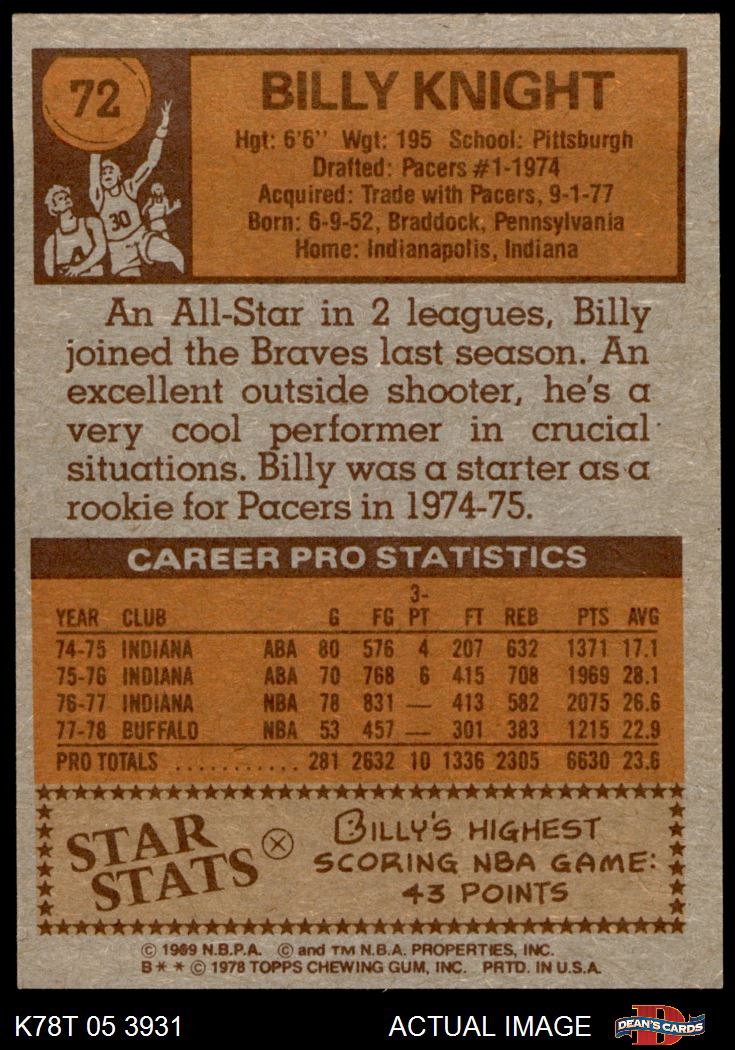 72
BILLY KNIGHT
Hgt: 6'6" Wgt: 195 School: Pittsburgh
Drafted: Pacers #1-1974
Acquired: Trade with Pacers, 9-1-77
Born: 6-9-52, Braddock, Pennsylvania
Home: Indianapolis, Indiana
30
An All-Star in 2 leagues, Billy
joined the Braves last season. An
excellent outside shooter, he's a
very cool performer in crucial
situations. Billy was a starter as a
rookie for Pacers in 1974-75.
CAREER PRO STATISTICS
YEAR CLUB G FG 3-PT FT REB PTS AVG
74-75 INDIANA ABA 80 576 4 207 632 1371 17.1
75-76 INDIANA ABA 70 768 6 415 708 1969 28.1
76-77 INDIANA NBA 78 831 — 413 582 2075 26.6
77-78 BUFFALO NBA 53 457 — 301 383 1215 22.9
PRO TOTALS ........... 281 2632 10 1336 2305 6630 23.6
STAR STATS
BILLY'S HIGHEST
SCORING NBA GAME:
43 POINTS
© 1969 N.B.P.A. © and TM N.B.A. PROPERTIES, INC.
B* * © 1978 TOPPS CHEWING GUM, INC. PRTD. IN U.S.A.
K78T 05 3931 ACTUAL IMAGE DEAN'S CARDS